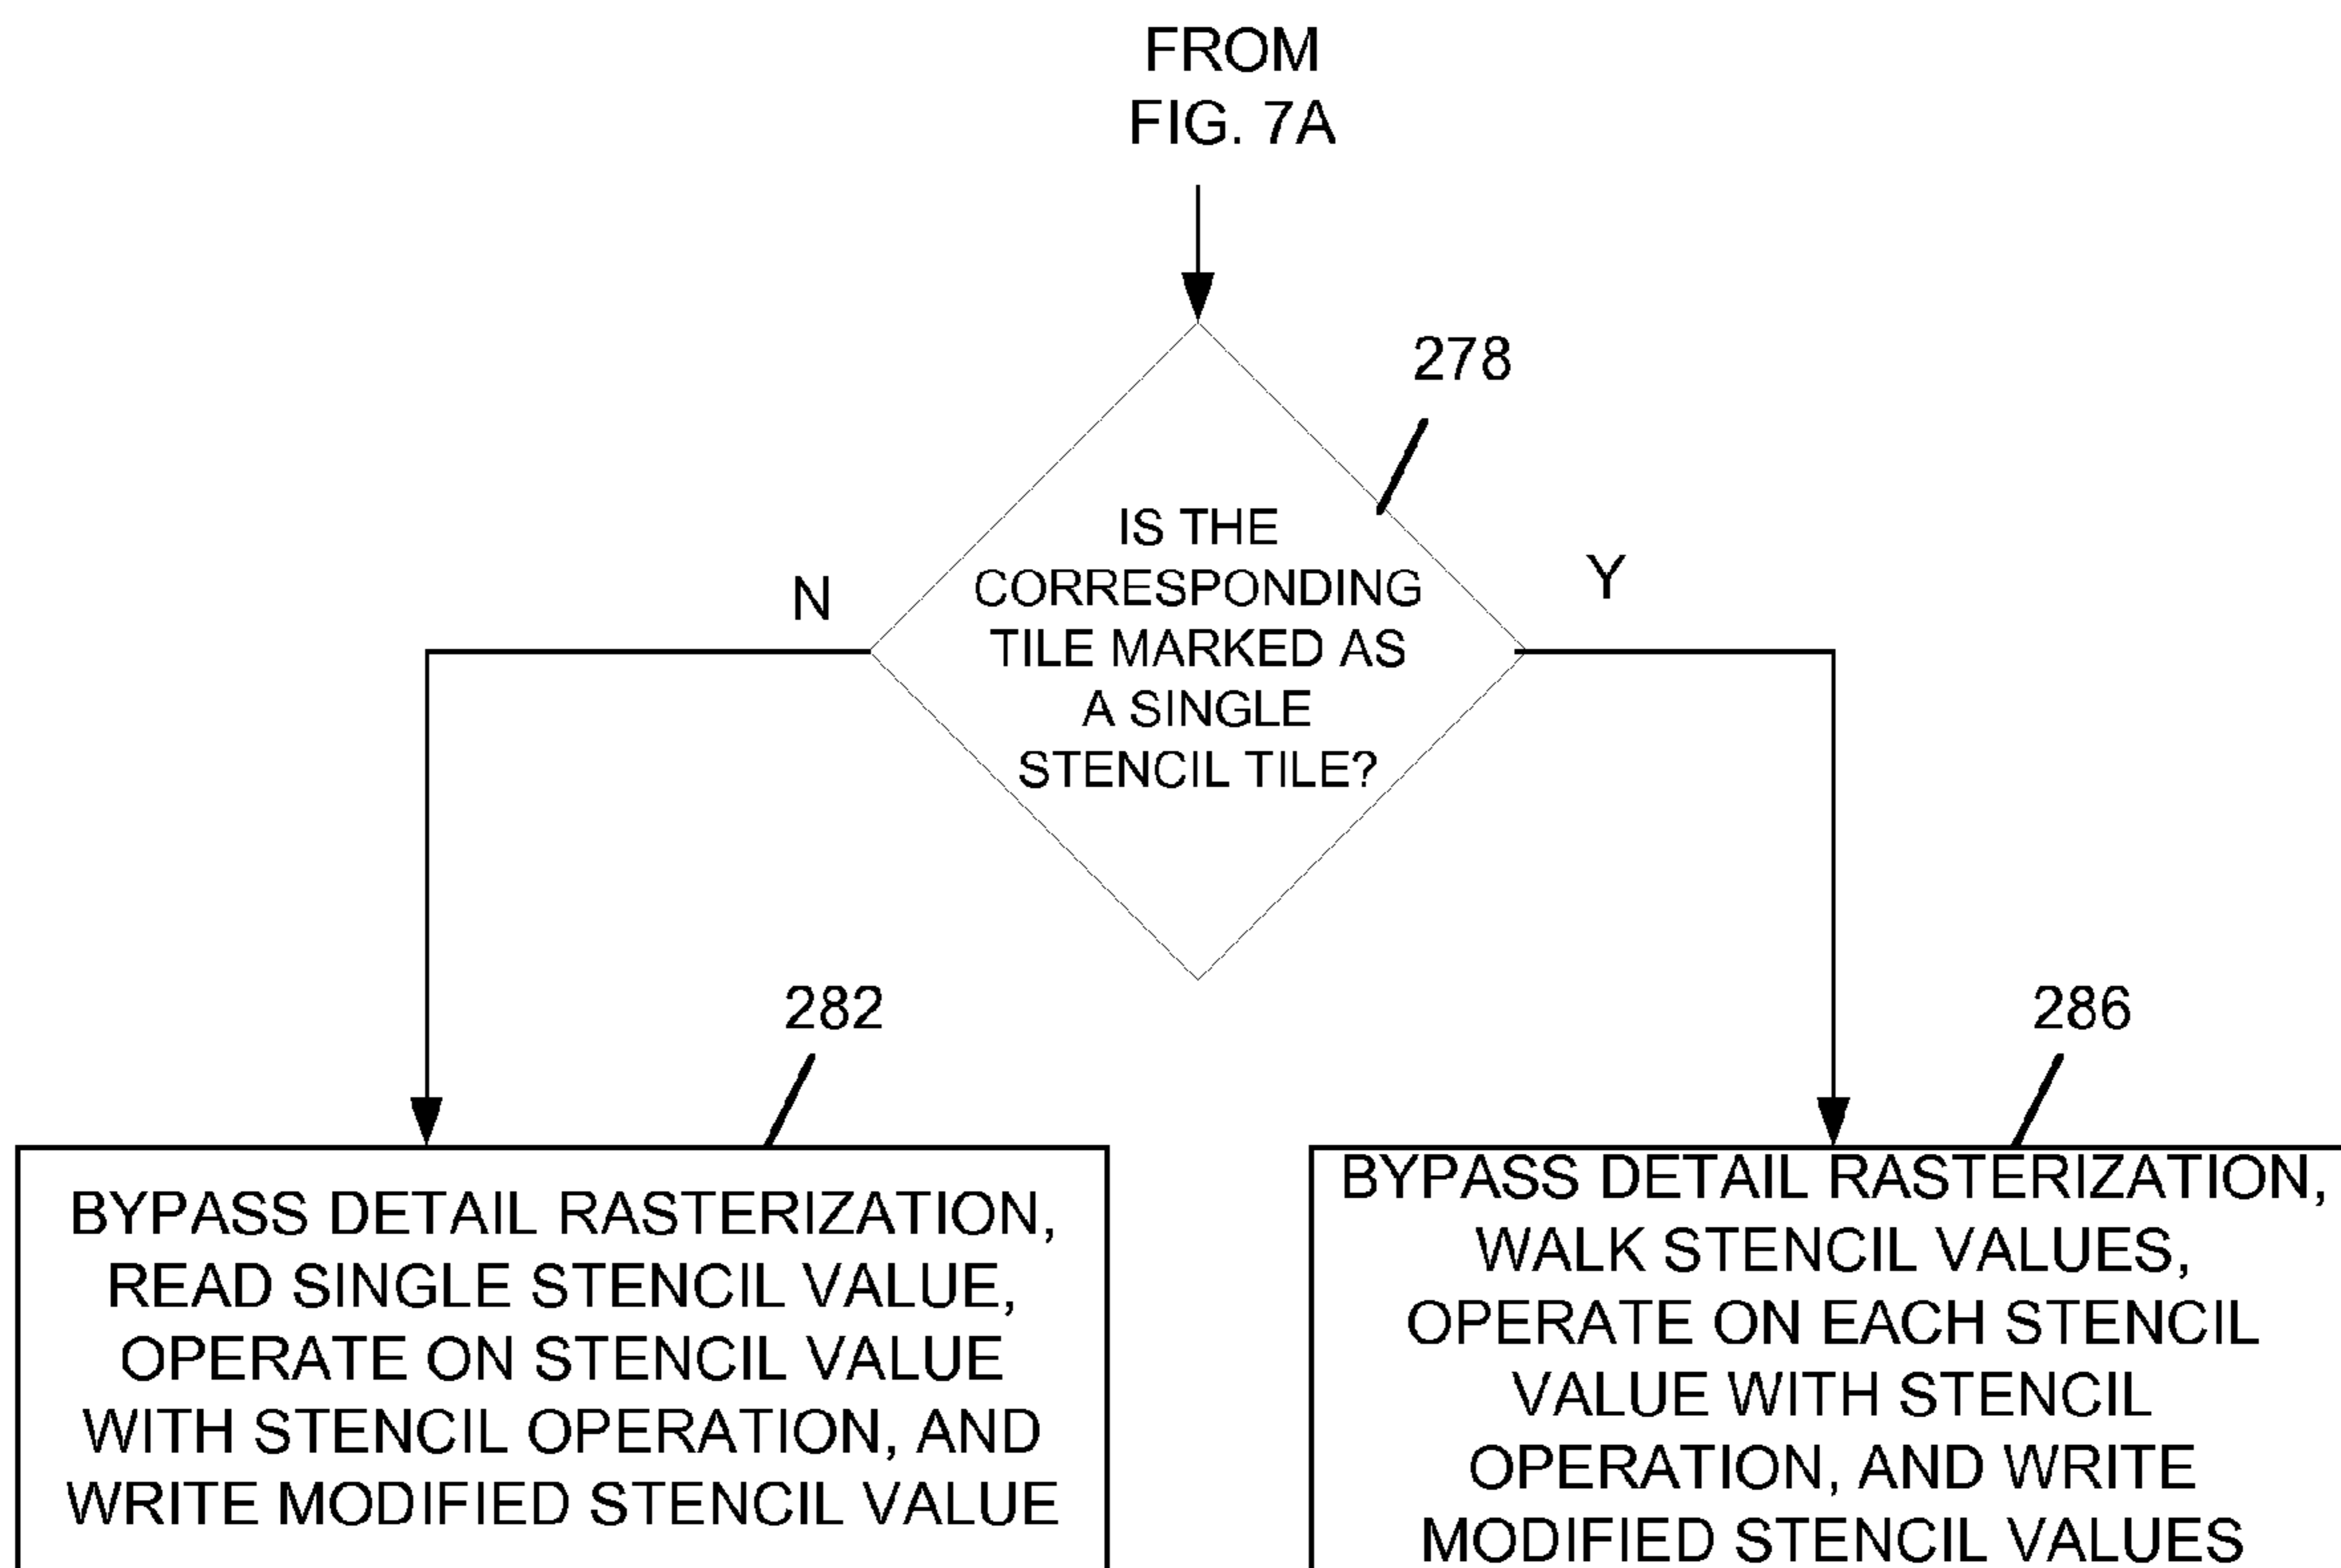 FROM
FIG. 7A
278
IS THE
CORRESPONDING
TILE MARKED AS
A SINGLE
STENCIL TILE?
N
Y
282
286
BYPASS DETAIL RASTERIZATION,
READ SINGLE STENCIL VALUE,
OPERATE ON STENCIL VALUE
WITH STENCIL OPERATION, AND
WRITE MODIFIED STENCIL VALUE
BYPASS DETAIL RASTERIZATION,
WALK STENCIL VALUES,
OPERATE ON EACH STENCIL
VALUE WITH STENCIL
OPERATION, AND WRITE
MODIFIED STENCIL VALUES